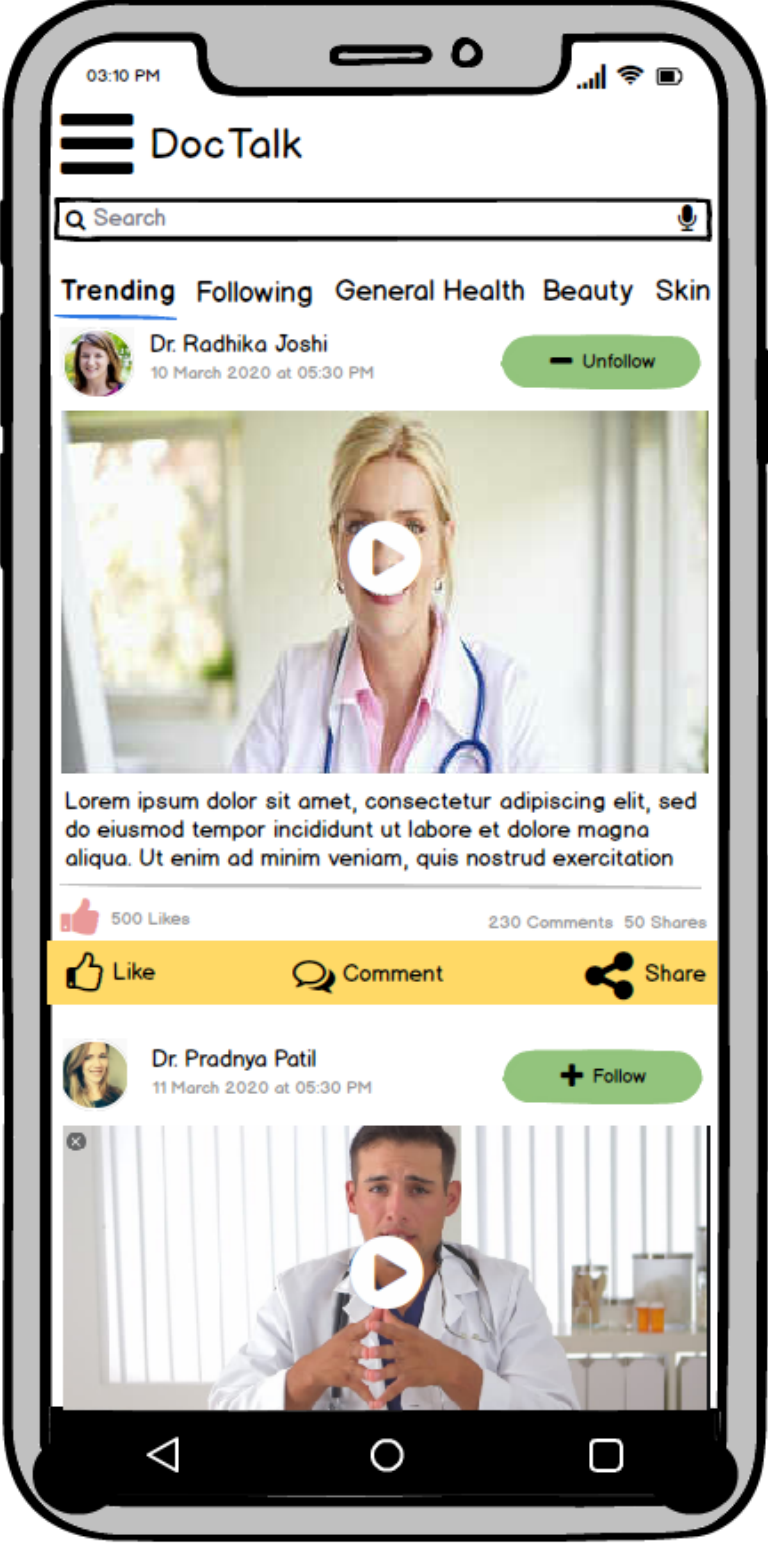 03:10 PM
DocTalk
Search
Trending Following General Health Beauty Skin
Dr. Radhika Joshi
10 March 2020 at 05:30 PM
Unfollow
Lorem ipsum dolor sit amet, consectetur adipiscing elit, sed
do eiusmod tempor incididunt ut labore et dolore magna
aliqua. Ut enim ad minim veniam, quis nostrud exercitation
500 Likes 230 Comments 50 Shares
Like Comment Share
Dr. Pradnya Patil
11 March 2020 at 05:30 PM
Follow